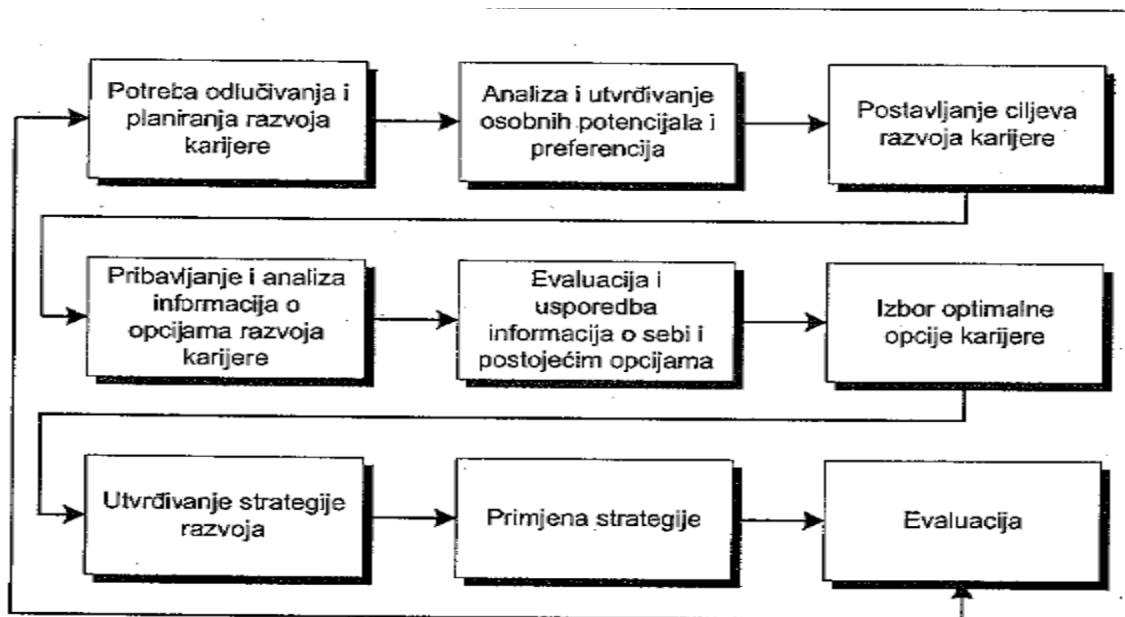 Potreba odlučivanja i
planiranja razvoja
karijere
Analiza i utvrđivanje
osobnih potencijala i
preferencija
Postavljanje ciljeva
razvoja karijere
Pribavljanje i analiza
informacija o
opcijama razvoja
karijere
Evaluacija i
usporedba
informacija o sebi i
postojećim opcijama
Izbor optimalne
opcije karijere
Utvrđivanje strategije
razvoja
Primjena strategije
Evaluacija